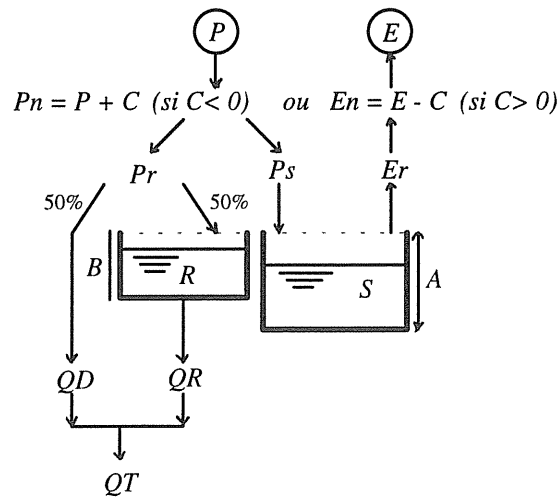 P E
Pn = P + C (si C< 0) ou En = E - C (si C> 0)
Pr Ps Er
50% 50%
B R S A
QD QR
QT